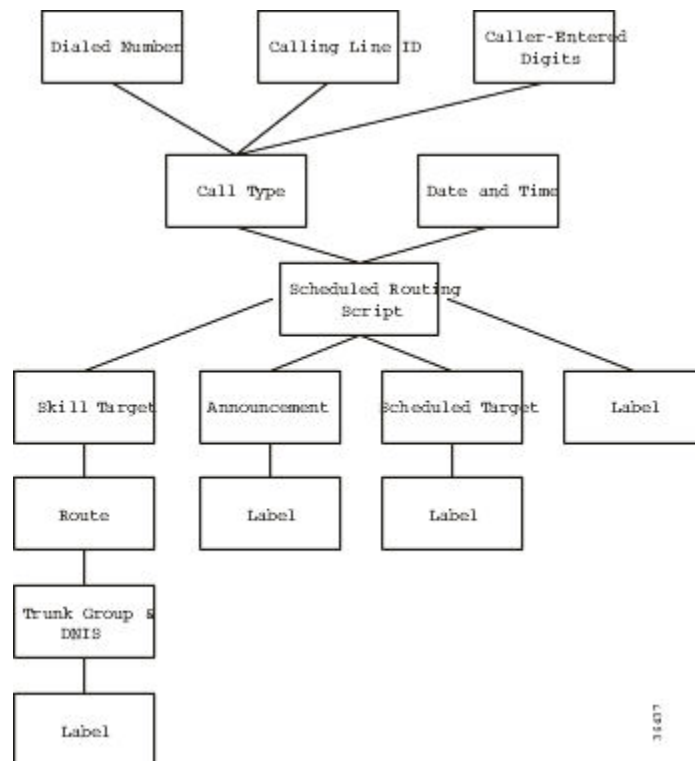 Dialed Number
Calling Line ID
Caller-Entered
Digits
Call Type
Date and Time
Scheduled Routing
Script
Skill Target
Announcement
Scheduled Target
Label
Route
Label
Label
Trunk Group &
DNIS
Label